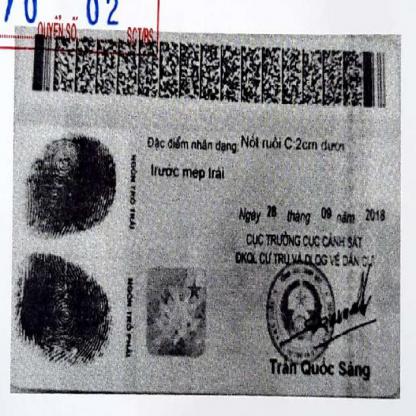 70 02
QUYỂN SỐ SCT/BS
Đặc điểm nhân dạng: Nốt ruồi C.2cm dưới
trước mép trái
NGÓN TRỎ TRÁI
Ngày 28 tháng 09 năm 2018
CỤC TRƯỞNG CỤC CẢNH SÁT
ĐKQL CƯ TRÚ VÀ DLQG VỀ DÂN CƯ
NGÓN TRỎ PHẢI
Trần Quốc Sảng